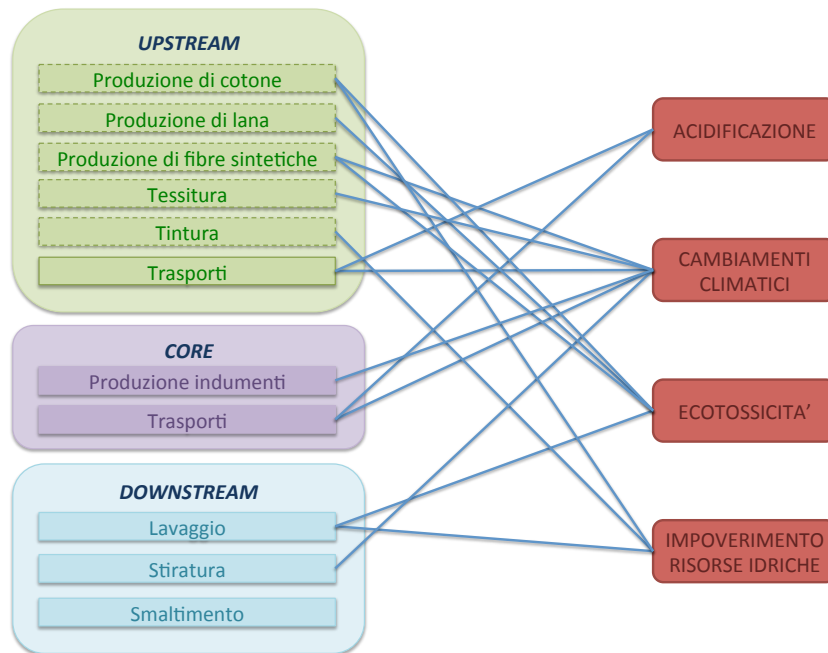 UPSTREAM
Produzione di cotone
Produzione di lana
Produzione di fibre sintetiche
Tessitura
Tintura
Trasporti
CORE
Produzione indumenti
Trasporti
DOWNSTREAM
Lavaggio
Stiratura
Smaltimento
ACIDIFICAZIONE
CAMBIAMENTI
CLIMATICI
ECOTOSSICITA’
IMPOVERIMENTO
RISORSE IDRICHE